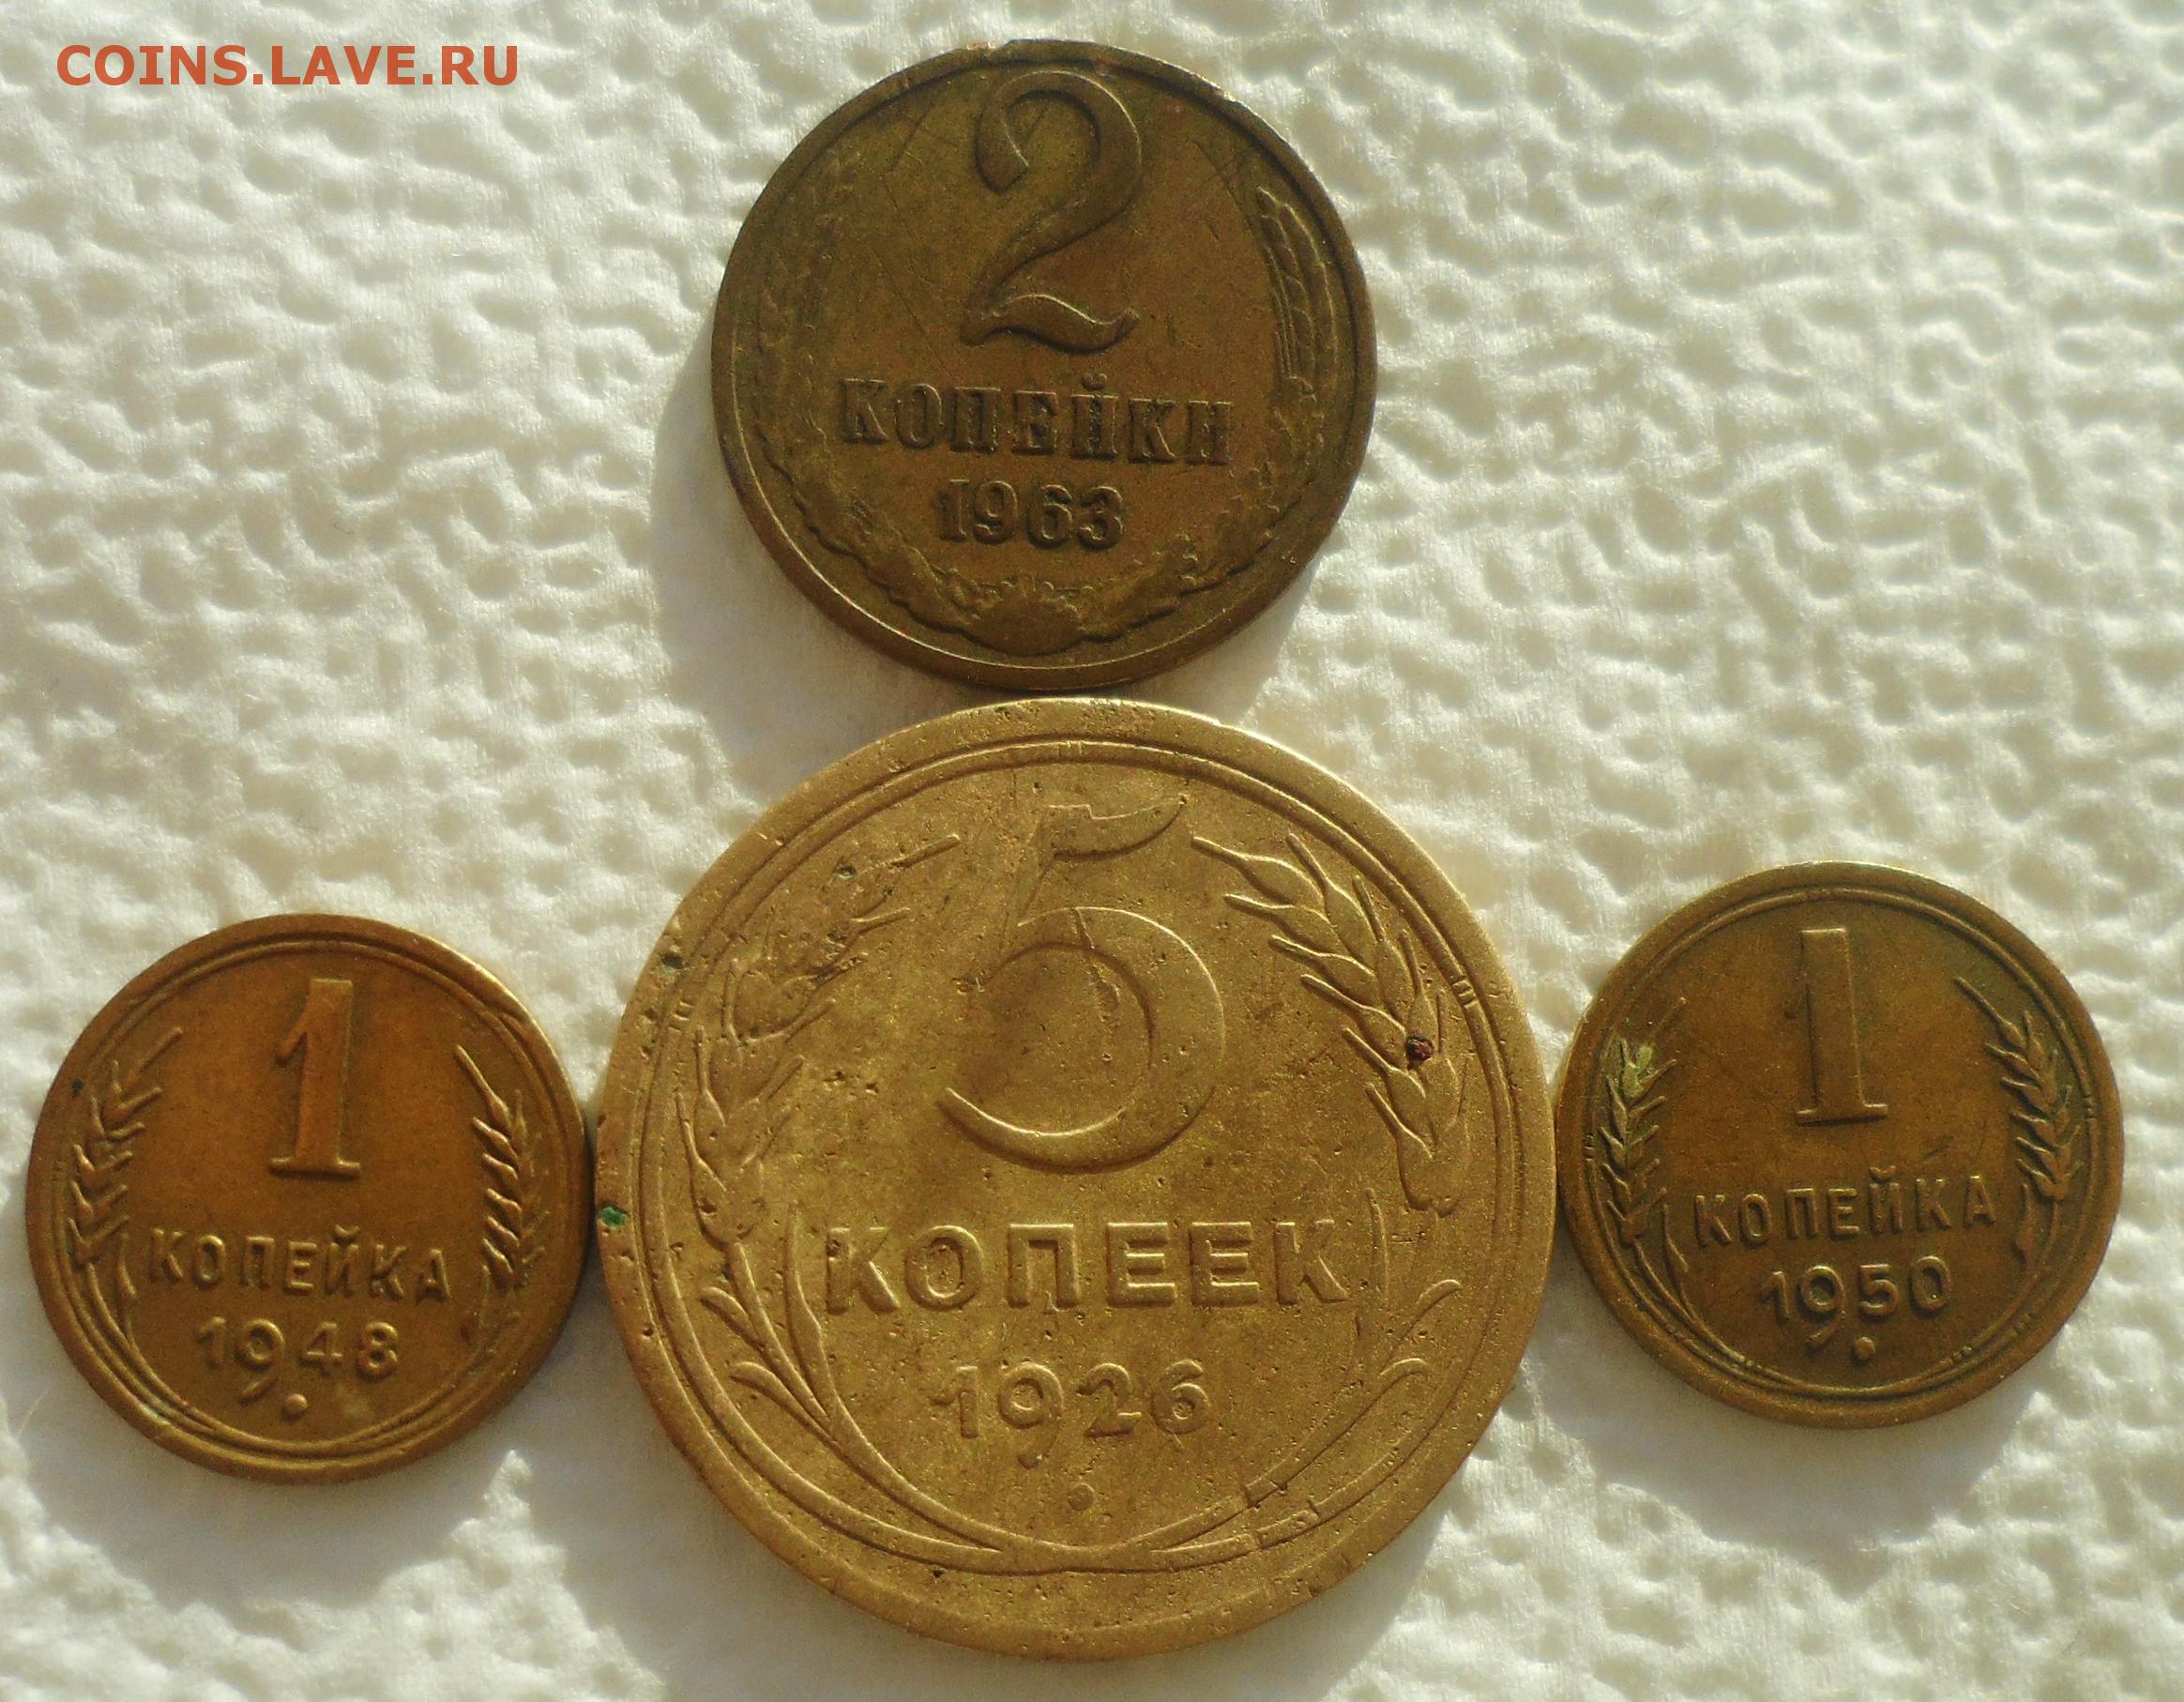 COINS.LAVE.RU
2
КОПЕЙКИ
1963
5
КОПЕЕК
1926
1
КОПЕЙКА
1948
1
КОПЕЙКА
1950